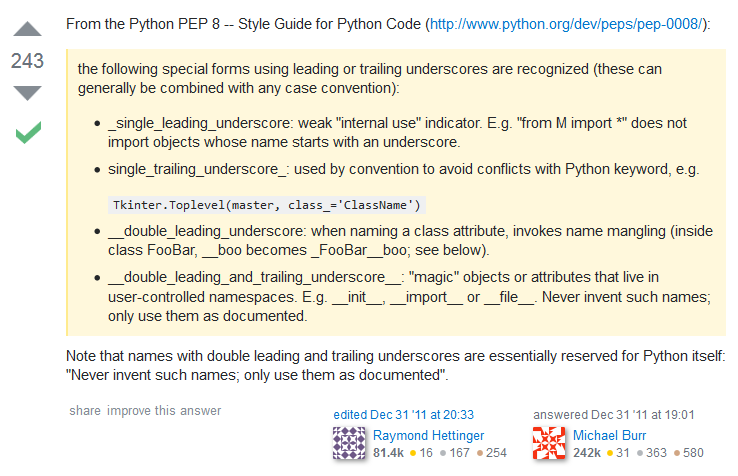 From the Python PEP 8 -- Style Guide for Python Code (http://www.python.org/dev/peps/pep-0008/):
243
the following special forms using leading or trailing underscores are recognized (these can
generally be combined with any case convention):
• _single_leading_underscore: weak "internal use" indicator. E.g. "from M import *" does not
import objects whose name starts with an underscore.
• single_trailing_underscore_: used by convention to avoid conflicts with Python keyword, e.g.
Tkinter.Toplevel(master, class_='ClassName')
• __double_leading_underscore: when naming a class attribute, invokes name mangling (inside
class FooBar, __boo becomes _FooBar__boo; see below).
• __double_leading_and_trailing_underscore__: "magic" objects or attributes that live in
user-controlled namespaces. E.g. __init__, __import__ or __file__. Never invent such names;
only use them as documented.
Note that names with double leading and trailing underscores are essentially reserved for Python itself:
"Never invent such names; only use them as documented".
share improve this answer
edited Dec 31 '11 at 20:33
Raymond Hettinger
81.4k ● 16 ● 167 ● 254
answered Dec 31 '11 at 19:01
Michael Burr
242k ● 31 ● 363 ● 580